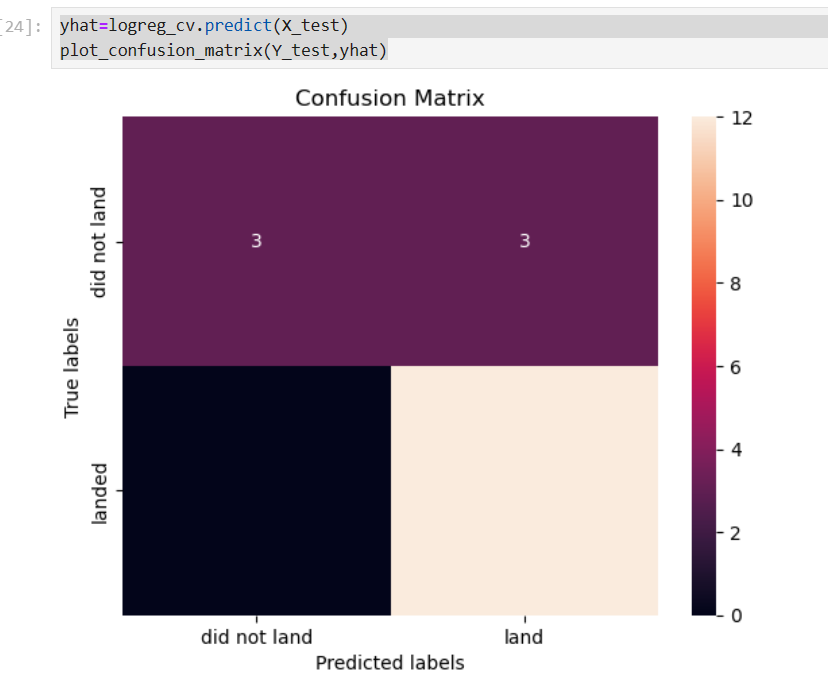 [24]:
yhat=logreg_cv.predict(X_test)
plot_confusion_matrix(Y_test,yhat)
Confusion Matrix
did not land
3
3
landed
True labels
did not land
land
Predicted labels
12
10
8
6
4
2
0